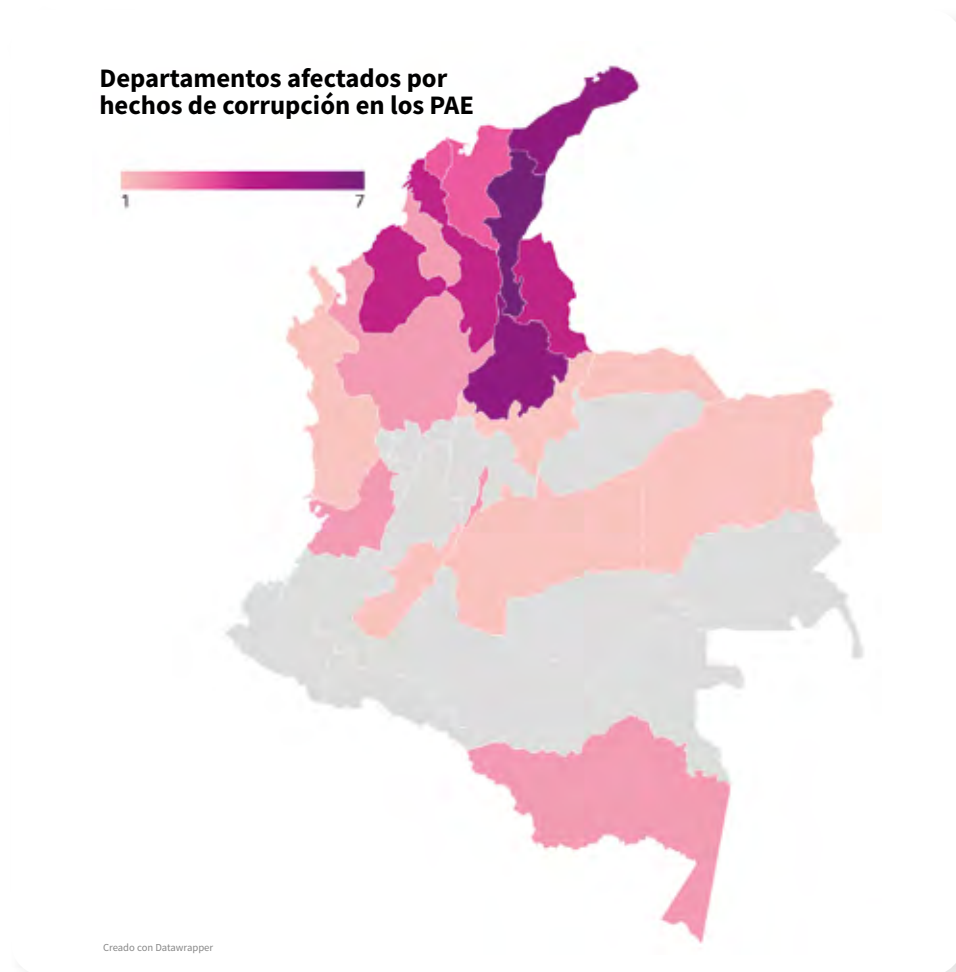 Departamentos afectados por
hechos de corrupción en los PAE
1 7
Creado con Datawrapper